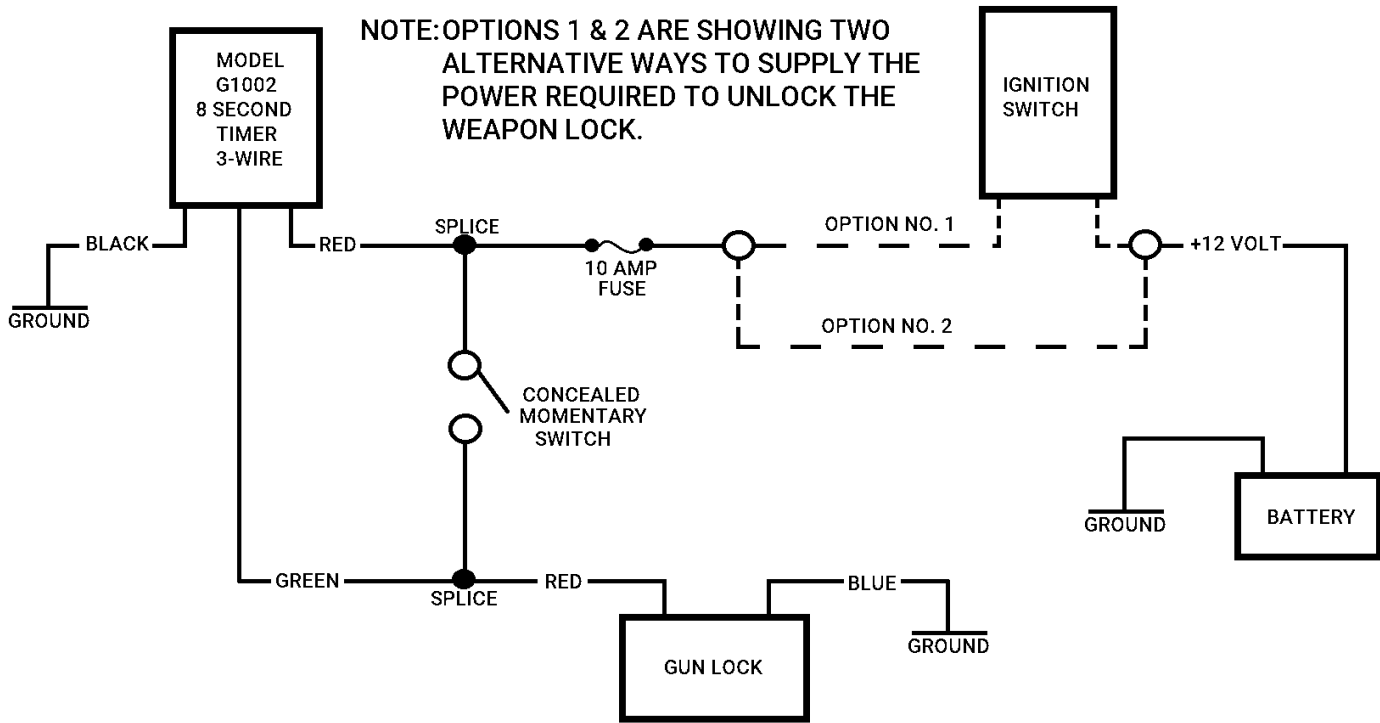 NOTE: OPTIONS 1 & 2 ARE SHOWING TWO
ALTERNATIVE WAYS TO SUPPLY THE
POWER REQUIRED TO UNLOCK THE
WEAPON LOCK.
MODEL
G1002
8 SECOND
TIMER
3-WIRE
IGNITION
SWITCH
BLACK
RED
SPLICE
10 AMP
FUSE
OPTION NO. 1
+12 VOLT
GROUND
OPTION NO. 2
CONCEALED
MOMENTARY
SWITCH
GROUND
BATTERY
GREEN
SPLICE
RED
BLUE
GROUND
GUN LOCK